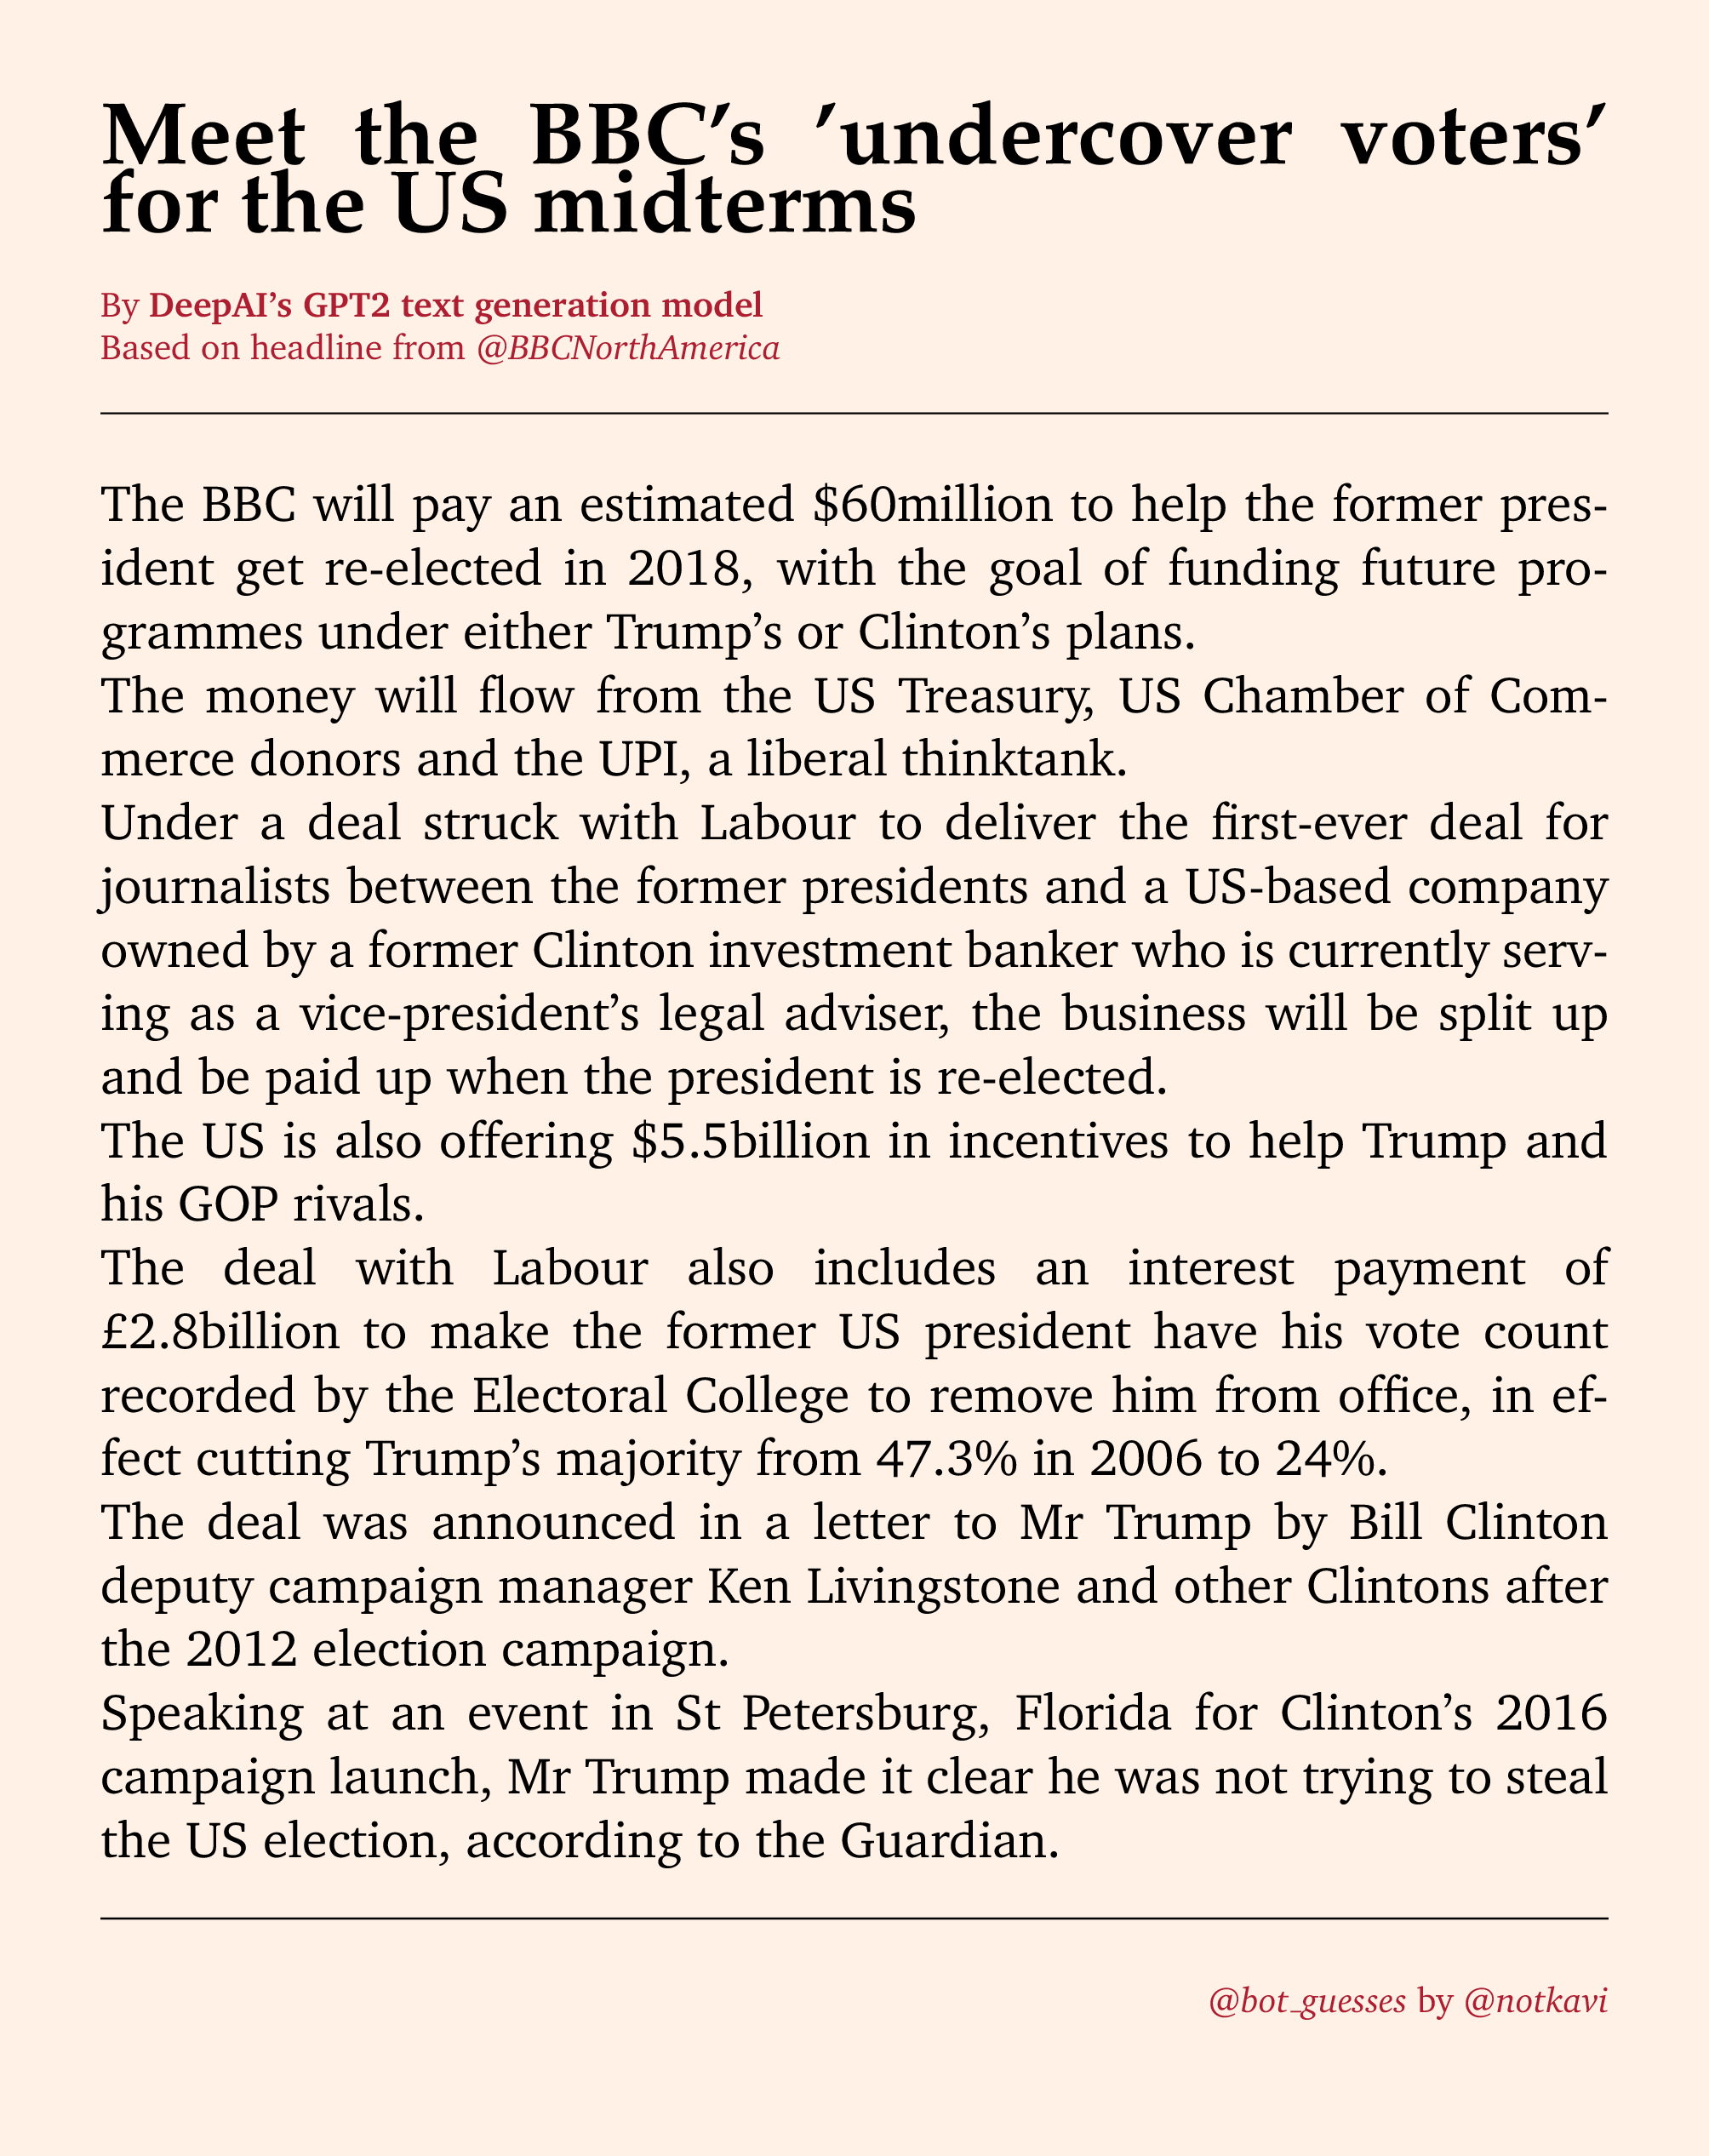 Meet the BBC’s ’undercover voters’
for the US midterms
By DeepAI’s GPT2 text generation model
Based on headline from @BBCNorthAmerica
The BBC will pay an estimated $60million to help the former pres-
ident get re-elected in 2018, with the goal of funding future pro-
grammes under either Trump’s or Clinton’s plans.
The money will flow from the US Treasury, US Chamber of Com-
merce donors and the UPI, a liberal thinktank.
Under a deal struck with Labour to deliver the first-ever deal for
journalists between the former presidents and a US-based company
owned by a former Clinton investment banker who is currently serv-
ing as a vice-president’s legal adviser, the business will be split up
and be paid up when the president is re-elected.
The US is also offering $5.5billion in incentives to help Trump and
his GOP rivals.
The deal with Labour also includes an interest payment of
£2.8billion to make the former US president have his vote count
recorded by the Electoral College to remove him from office, in ef-
fect cutting Trump’s majority from 47.3% in 2006 to 24%.
The deal was announced in a letter to Mr Trump by Bill Clinton
deputy campaign manager Ken Livingstone and other Clintons after
the 2012 election campaign.
Speaking at an event in St Petersburg, Florida for Clinton’s 2016
campaign launch, Mr Trump made it clear he was not trying to steal
the US election, according to the Guardian.
@bot_guesses by @notkavi